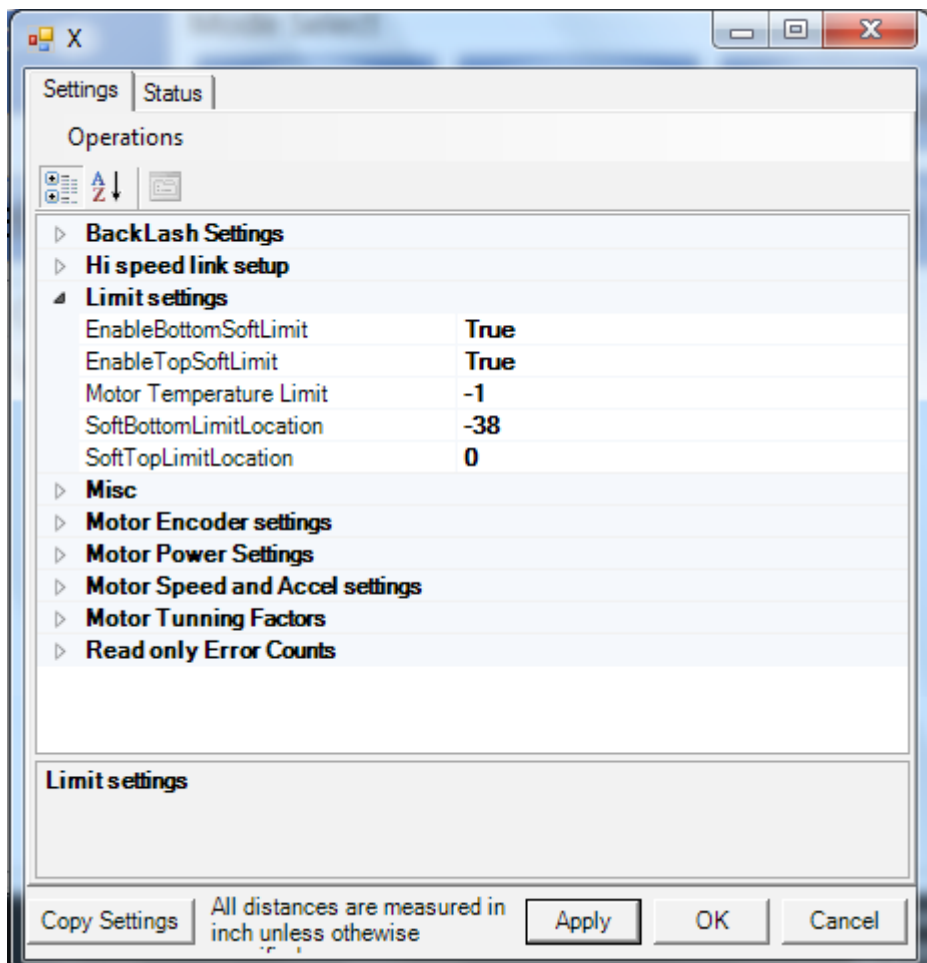 X
Mode Select
Settings Status
Operations
BackLash Settings
Hi speed link setup
Limit settings
EnableBottomSoftLimit True
EnableTopSoftLimit True
Motor Temperature Limit -1
SoftBottomLimitLocation -38
SoftTopLimitLocation 0
Misc
Motor Encoder settings
Motor Power Settings
Motor Speed and Accel settings
Motor Tunning Factors
Read only Error Counts
Limit settings
Copy Settings
All distances are measured in
inch unless othewise
Apply OK Cancel